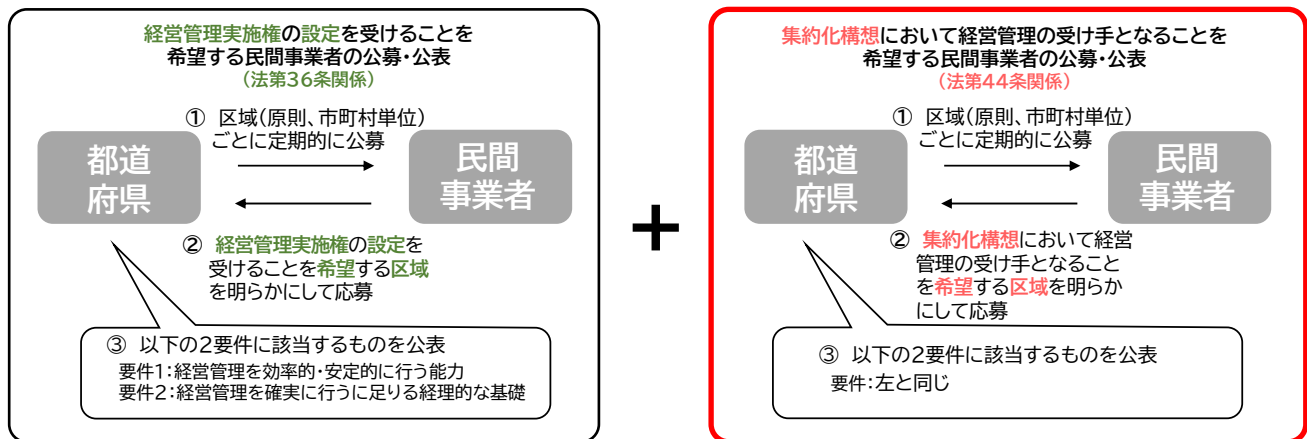 経営管理実施権の設定を受けることを
希望する民間事業者の公募・公表
（法第36条関係）
① 区域（原則、市町村単位）
ごとに定期的に公募
都道
府県
民間
事業者
② 経営管理実施権の設定を
受けることを希望する区域
を明らかにして応募
③ 以下の2要件に該当するものを公表
要件1：経営管理を効率的・安定的に行う能力
要件2：経営管理を確実に行うに足りる経理的な基礎
+
集約化構想において経営管理の受け手となることを
希望する民間事業者の公募・公表
（法第44条関係）
① 区域（原則、市町村単位）
ごとに定期的に公募
都道
府県
民間
事業者
② 集約化構想において経営
管理の受け手となること
を希望する区域を明らか
にして応募
③ 以下の2要件に該当するものを公表
要件：左と同じ